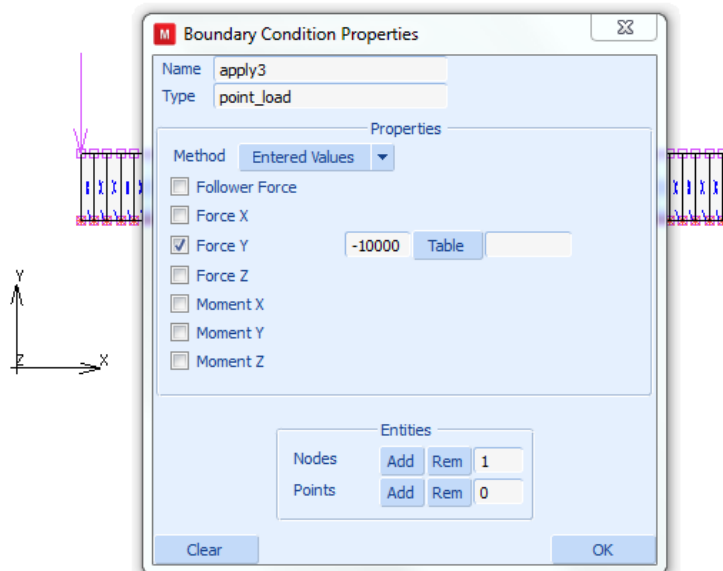 M Boundary Condition Properties
Name apply3
Type point_load
Properties
Method Entered Values
Follower Force
Force X
Force Y -10000 Table
Force Z
Moment X
Moment Y
Moment Z
Y
Z X
Entities
Nodes Add Rem 1
Points Add Rem 0
Clear OK